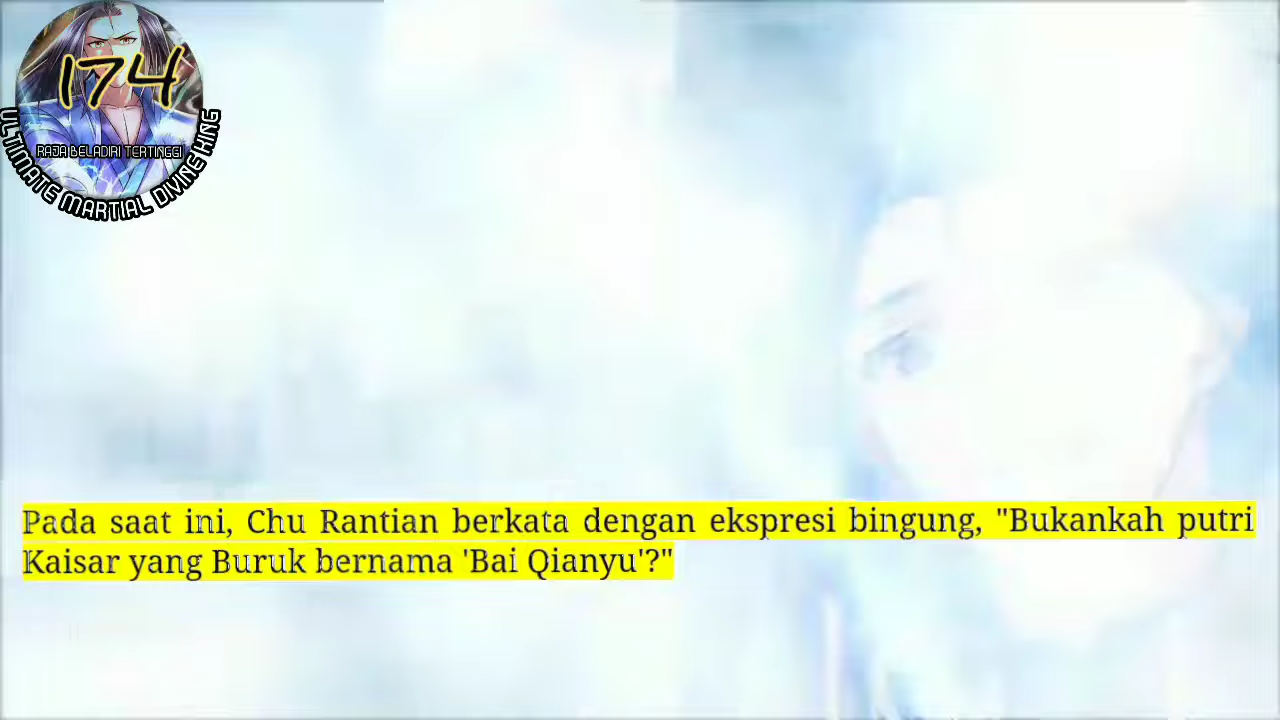 174
RAJA BELADIRI TERTINGGI
ULTIMATE MARTIAL DIVINE KING
Pada saat ini, Chu Rantian berkata dengan ekspresi bingung, "Bukankah putri
Kaisar yang Buruk bernama 'Bai Qianyu'?"